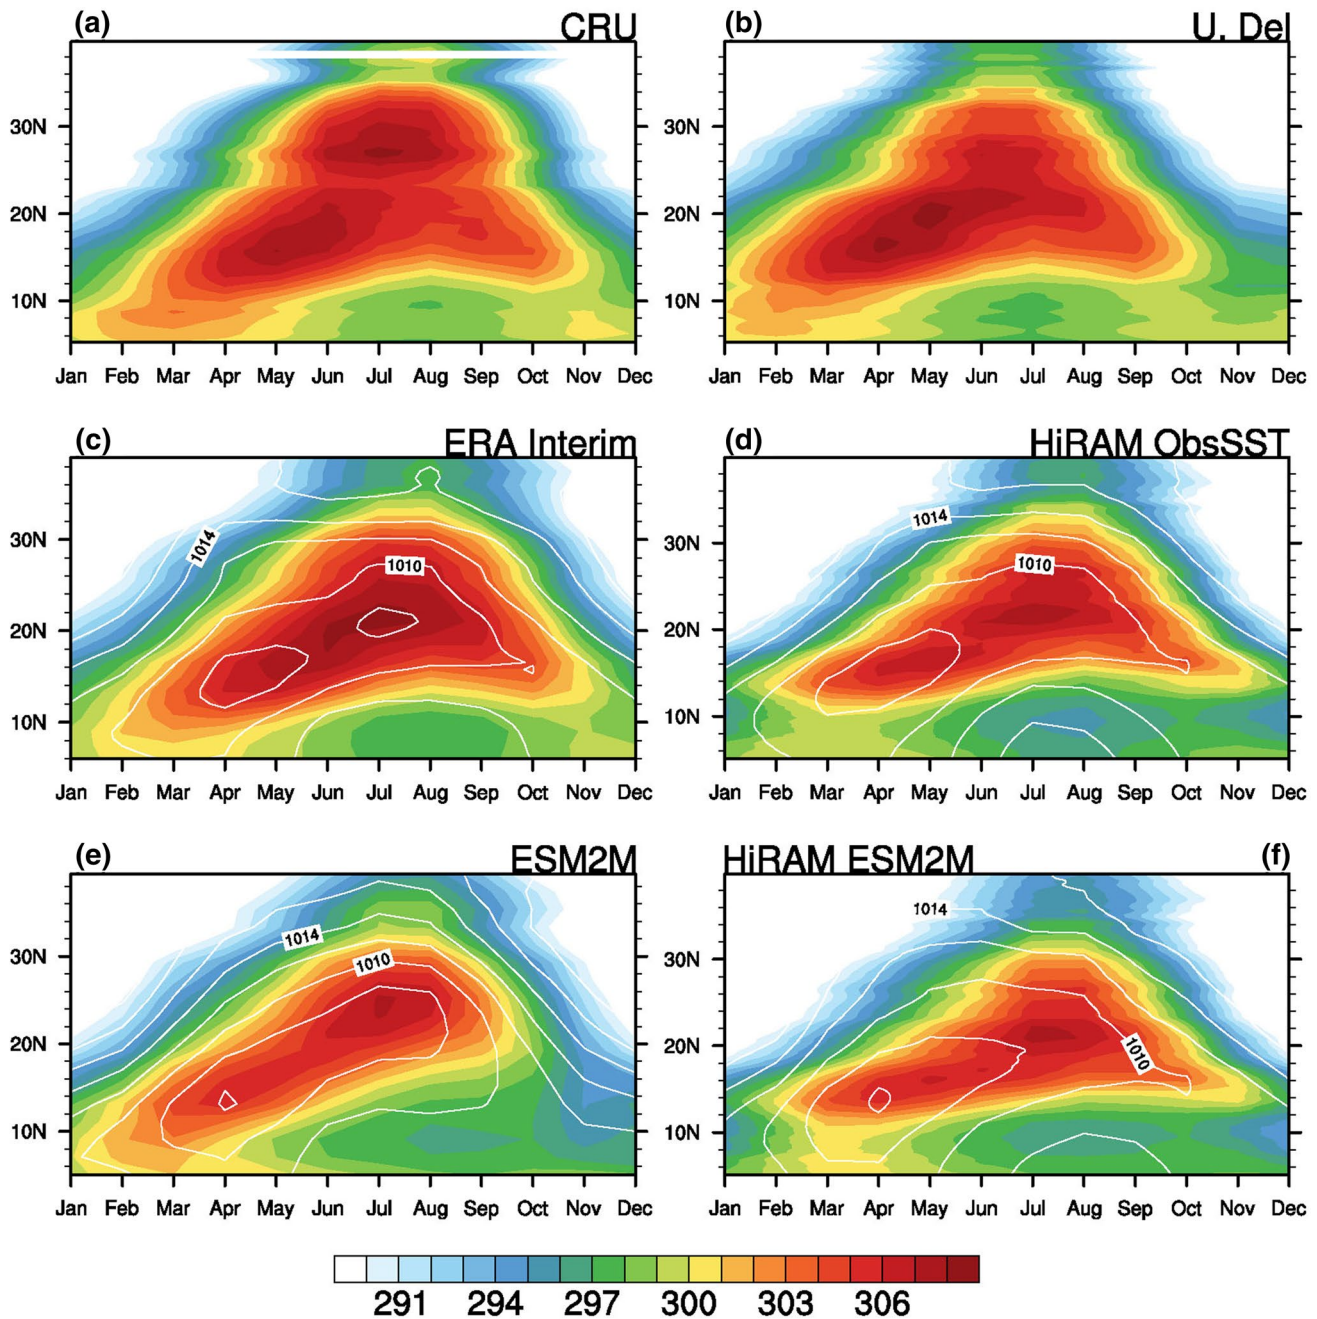 (a) CRU (b) U. Del
30N 30N
20N 20N
10N 10N
Jan Feb Mar Apr May Jun Jul Aug Sep Oct Nov Dec Jan Feb Mar Apr May Jun Jul Aug Sep Oct Nov Dec
(c) ERA Interim (d) HiRAM ObsSST
1014 1010 1014 1010
30N 30N
20N 20N
10N 10N
Jan Feb Mar Apr May Jun Jul Aug Sep Oct Nov Dec Jan Feb Mar Apr May Jun Jul Aug Sep Oct Nov Dec
(e) ESM2M HiRAM ESM2M (f)
1014 1010 1014 1010
30N 30N
20N 20N
10N 10N
Jan Feb Mar Apr May Jun Jul Aug Sep Oct Nov Dec Jan Feb Mar Apr May Jun Jul Aug Sep Oct Nov Dec
291 294 297 300 303 306